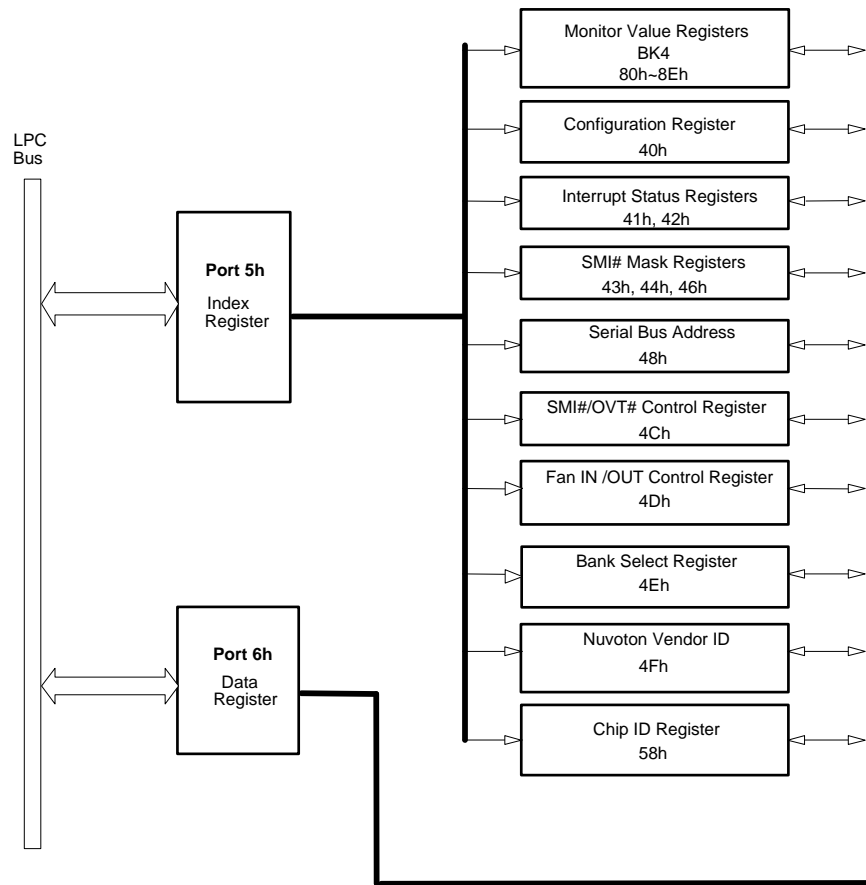 LPC
Bus
Port 5h
Index
Register
Port 6h
Data
Register
Monitor Value Registers
BK4
80h~8Eh
Configuration Register
40h
Interrupt Status Registers
41h, 42h
SMI# Mask Registers
43h, 44h, 46h
Serial Bus Address
48h
SMI#/OVT# Control Register
4Ch
Fan IN /OUT Control Register
4Dh
Bank Select Register
4Eh
Nuvoton Vendor ID
4Fh
Chip ID Register
58h